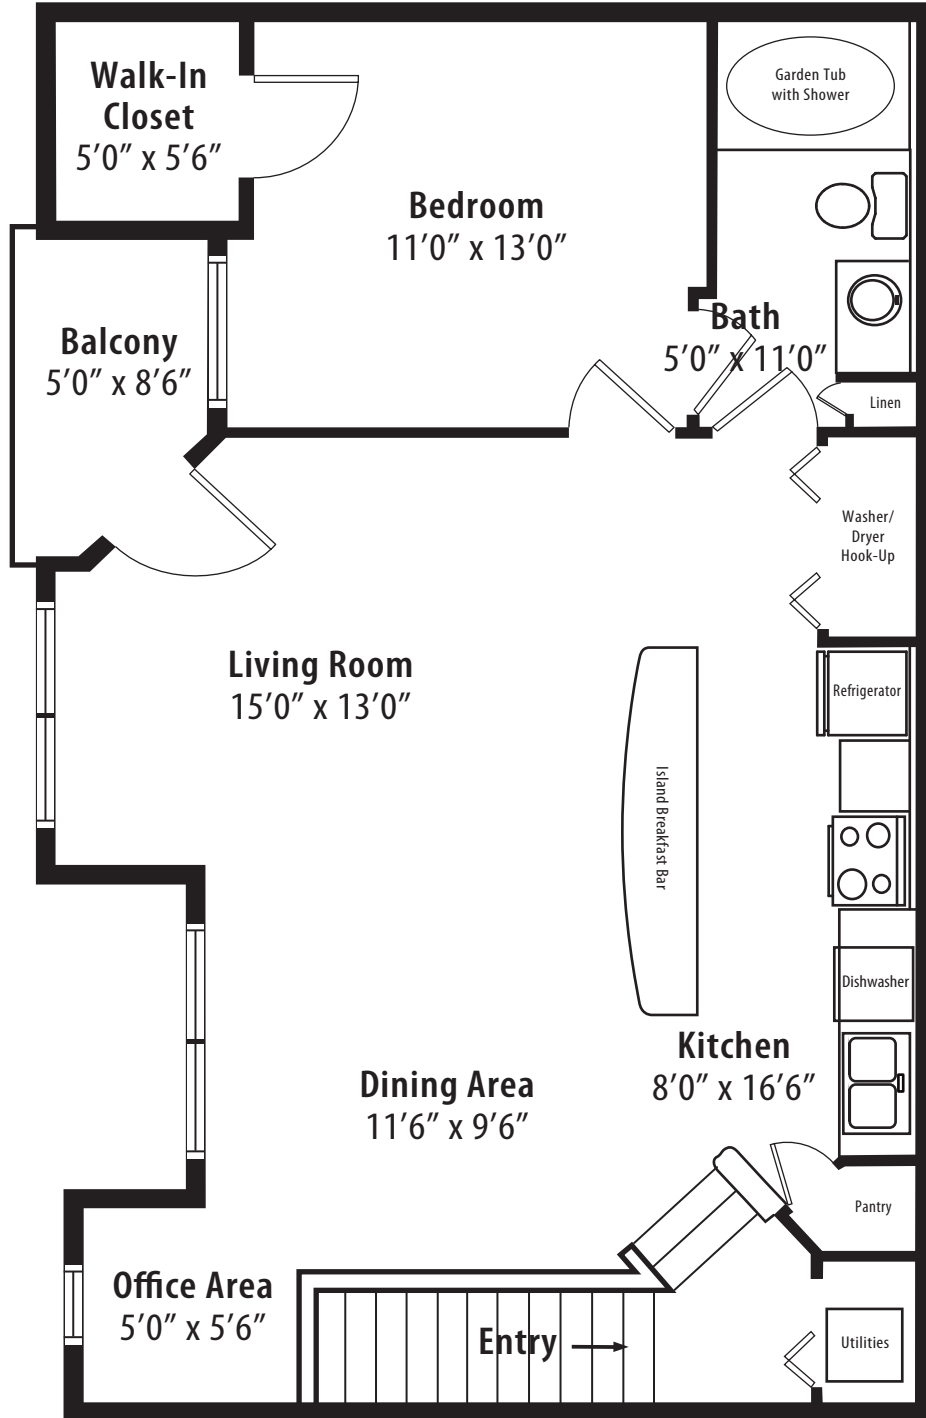 Walk-In
Closet
5’0” x 5’6”
Garden Tub
with Shower
Bedroom
11’0” x 13’0”
Bath
5’0” x 11’0”
Balcony
5’0” x 8’6”
Linen
Washer/
Dryer
Hook-Up
Living Room
15’0” x 13’0”
Refrigerator
Island Breakfast Bar
Dishwasher
Kitchen
8’0” x 16’6”
Dining Area
11’6” x 9’6”
Pantry
Office Area
5’0” x 5’6”
Entry
Utilities